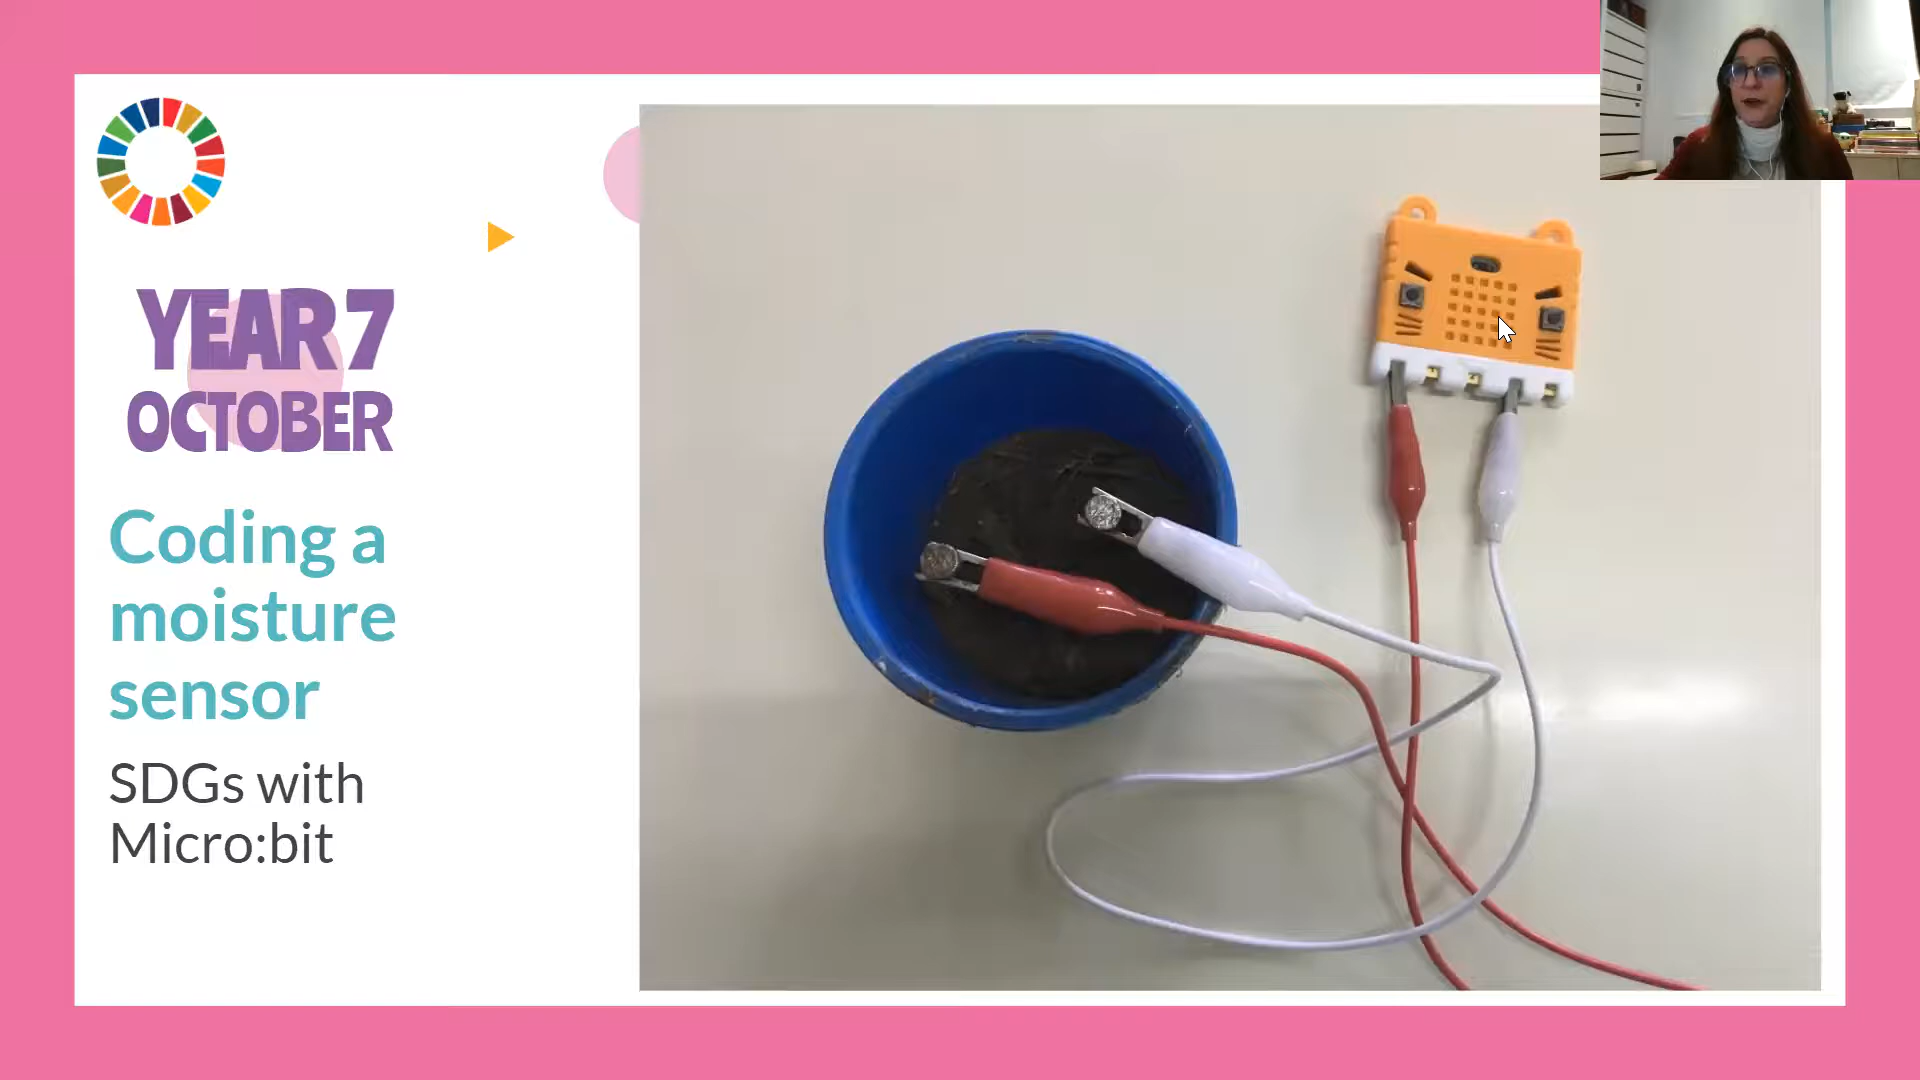 YEAR 7
OCTOBER
Coding a
moisture
sensor
SDGs with
Micro:bit